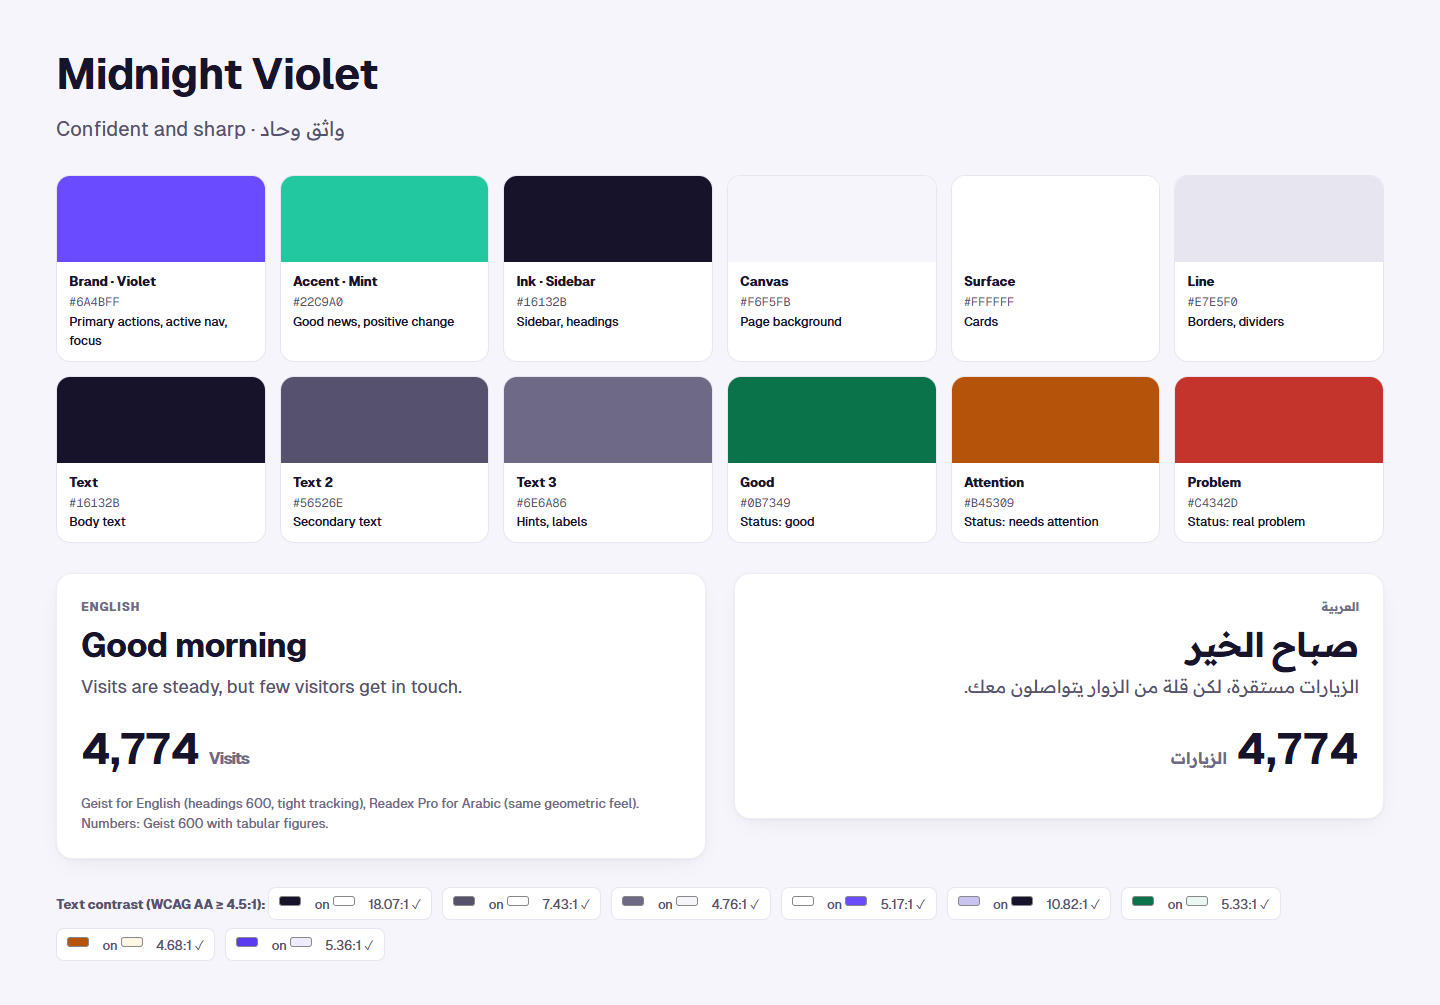 Midnight Violet
Confident and sharp · واثق وحاد
Brand · Violet
#6A4BFF
Primary actions, active nav,
focus
Accent · Mint
#22C9A0
Good news, positive change
Ink · Sidebar
#16132B
Sidebar, headings
Canvas
#F6F5FB
Page background
Surface
#FFFFFF
Cards
Line
#E7E5F0
Borders, dividers
Text
#16132B
Body text
Text 2
#56526E
Secondary text
Text 3
#6E6A86
Hints, labels
Good
#0B7349
Status: good
Attention
#B45309
Status: needs attention
Problem
#C4342D
Status: real problem
ENGLISH
Good morning
Visits are steady, but few visitors get in touch.
4,774 Visits
Geist for English (headings 600, tight tracking), Readex Pro for Arabic (same geometric feel).
Numbers: Geist 600 with tabular figures.
العربية
صباح الخير
الزيارات مستقرة، لكن قلة من الزوار يتواصلون معك.
4,774 الزيارات
Text contrast (WCAG AA ≥ 4.5:1): on 18.07:1 ✓ on 7.43:1 ✓ on 4.76:1 ✓ on 5.17:1 ✓ on 10.82:1 ✓ on 5.33:1 ✓
on 4.68:1 ✓ on 5.36:1 ✓